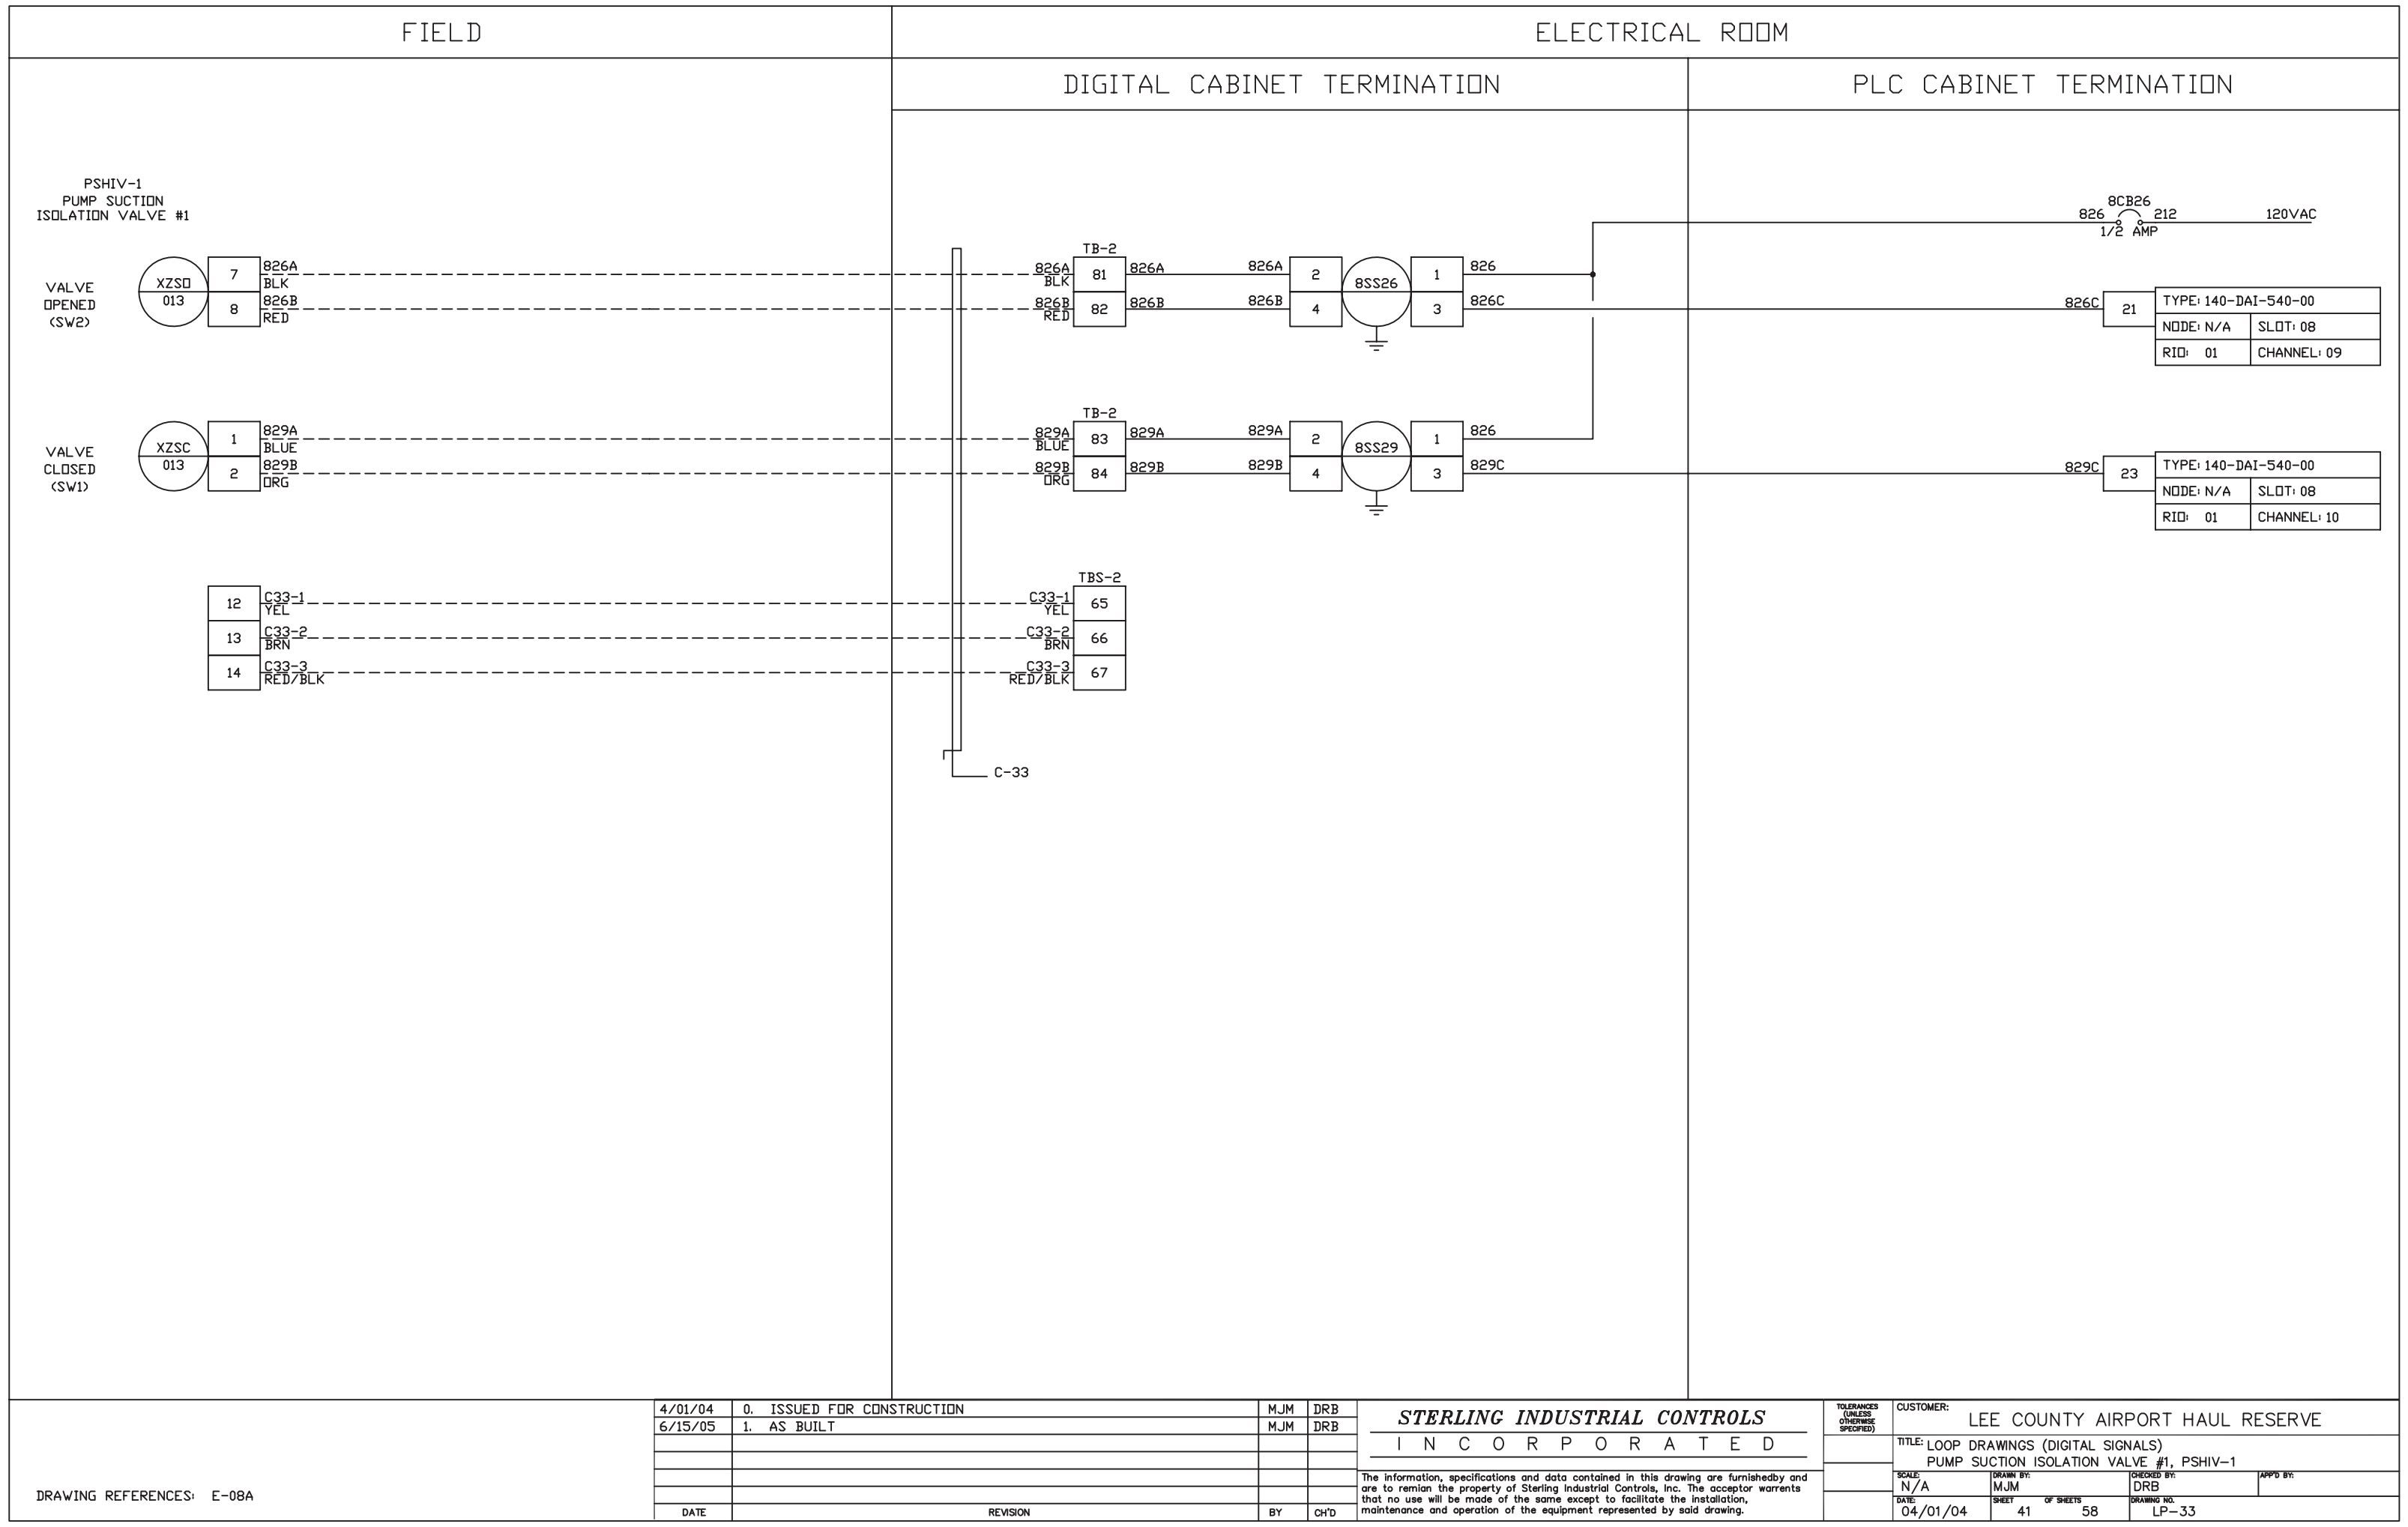 FIELD
ELECTRICAL ROOM
DIGITAL CABINET TERMINATION
PLC CABINET TERMINATION
PSHIV-1
PUMP SUCTION
ISOLATION VALVE #1
8CB26
826 212 120VAC
1/2 AMP
VALVE
OPENED
(SW2)
XZSO
013
7
826A
BLK
8
826B
RED
TB-2
826A
BLK
81
826A
826B
RED
82
826B
826A
2
826B
4
8SS26
1
826
3
826C
826C
21
TYPE: 140-DAI-540-00
NODE: N/A SLOT: 08
RIO: 01 CHANNEL: 09
VALVE
CLOSED
(SW1)
XZSC
013
1
829A
BLUE
2
829B
ORG
TB-2
829A
BLUE
83
829A
829B
ORG
84
829B
829A
2
829B
4
8SS29
1
826
3
829C
829C
23
TYPE: 140-DAI-540-00
NODE: N/A SLOT: 08
RIO: 01 CHANNEL: 10
12
C33-1
YEL
13
C33-2
BRN
14
C33-3
RED/BLK
TBS-2
C33-1
YEL
65
C33-2
BRN
66
C33-3
RED/BLK
67
C-33
DRAWING REFERENCES: E-08A
4/01/04 0. ISSUED FOR CONSTRUCTION MJM DRB
6/15/05 1. AS BUILT MJM DRB
DATE REVISION BY CH'D
STERLING INDUSTRIAL CONTROLS
INCORPORATED
The information, specifications and data contained in this drawing are furnishedby and
are to remian the property of Sterling Industrial Controls, Inc. The acceptor warrents
that no use will be made of the same except to facilitate the installation,
maintenance and operation of the equipment represented by said drawing.
TOLERANCES
(UNLESS
OTHERWISE
SPECIFIED)
CUSTOMER:
LEE COUNTY AIRPORT HAUL RESERVE
TITLE: LOOP DRAWINGS (DIGITAL SIGNALS)
PUMP SUCTION ISOLATION VALVE #1, PSHIV-1
SCALE: DRAWN BY: CHECKED BY: APP'D BY:
N/A MJM DRB
DATE: SHEET OF SHEETS DRAWING NO.
04/01/04 41 58 LP-33